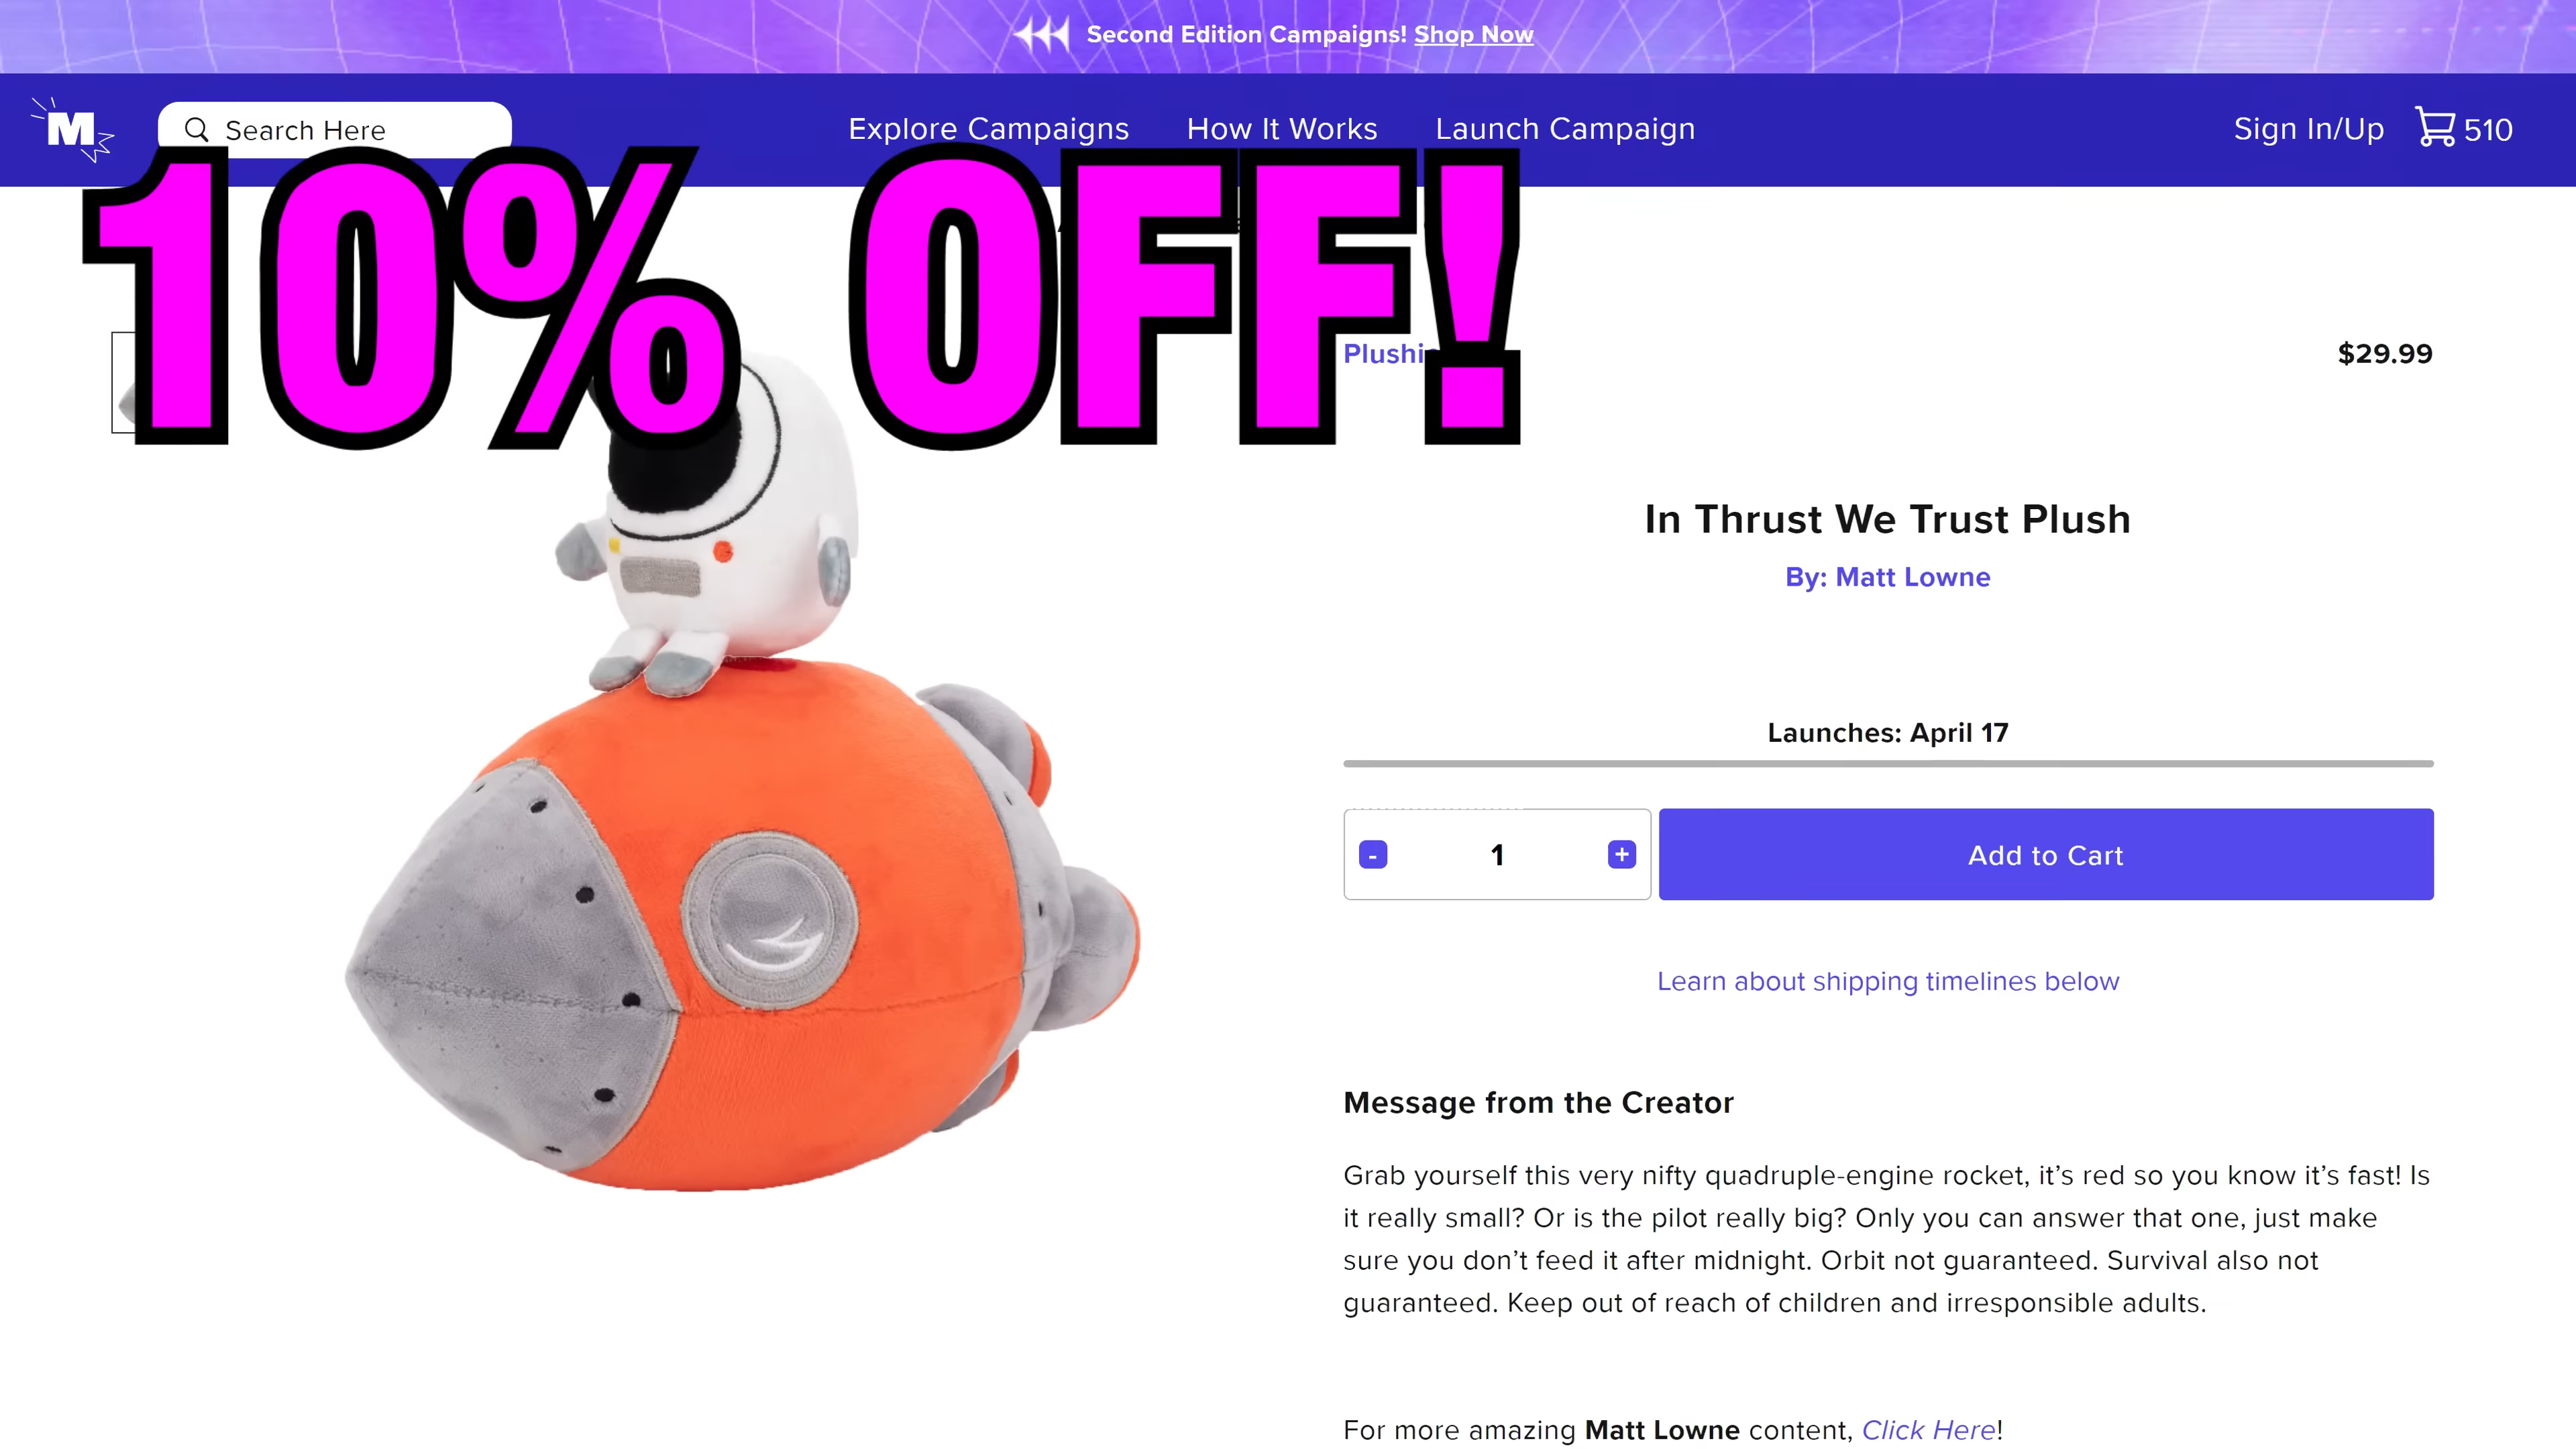 Second Edition Campaigns! Shop Now
M
Search Here
Explore Campaigns
How It Works
Launch Campaign
Sign In/Up
510
10% OFF!
$29.99
In Thrust We Trust Plush
By: Matt Lowne
Launches: April 17
- 1 +
Add to Cart
Learn about shipping timelines below
Message from the Creator
Grab yourself this very nifty quadruple-engine rocket, it’s red so you know it’s fast! Is
it really small? Or is the pilot really big? Only you can answer that one, just make
sure you don’t feed it after midnight. Orbit not guaranteed. Survival also not
guaranteed. Keep out of reach of children and irresponsible adults.
For more amazing Matt Lowne content, Click Here!